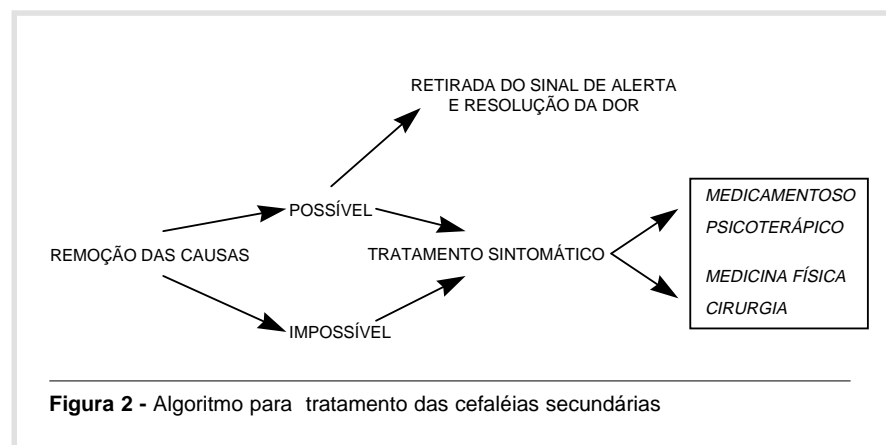 RETIRADA DO SINAL DE ALERTA
E RESOLUÇÃO DA DOR
POSSÍVEL
REMOÇÃO DAS CAUSAS
TRATAMENTO SINTOMÁTICO
IMPOSSÍVEL
MEDICAMENTOSO
PSICOTERÁPICO
MEDICINA FÍSICA
CIRURGIA
Figura 2 - Algoritmo para tratamento das cefaléias secundárias